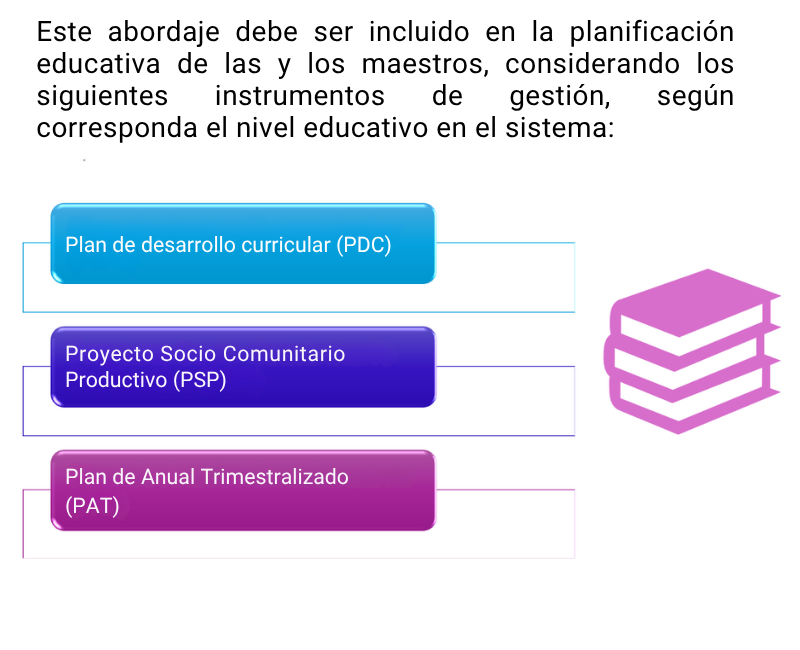 Este abordaje debe ser incluido en la planificación
educativa de las y los maestros, considerando los
siguientes instrumentos de gestión, según
corresponda el nivel educativo en el sistema:
Plan de desarrollo curricular (PDC)
Proyecto Socio Comunitario
Productivo (PSP)
Plan de Anual Trimestralizado
(PAT)